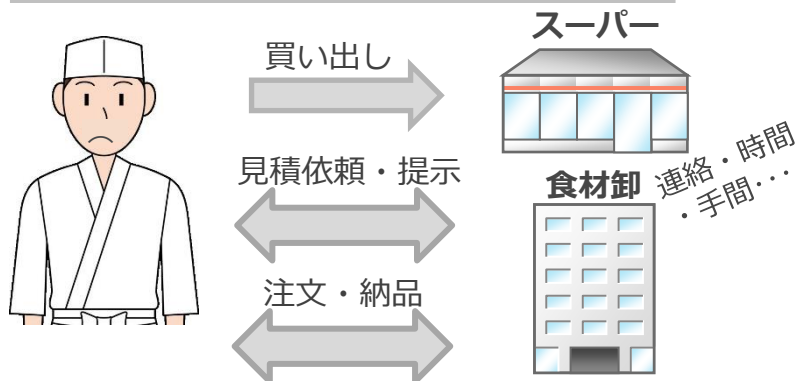 スーパー
買い出し
見積依頼・提示
食材卸
連絡・時間
・手間･･･
注文・納品